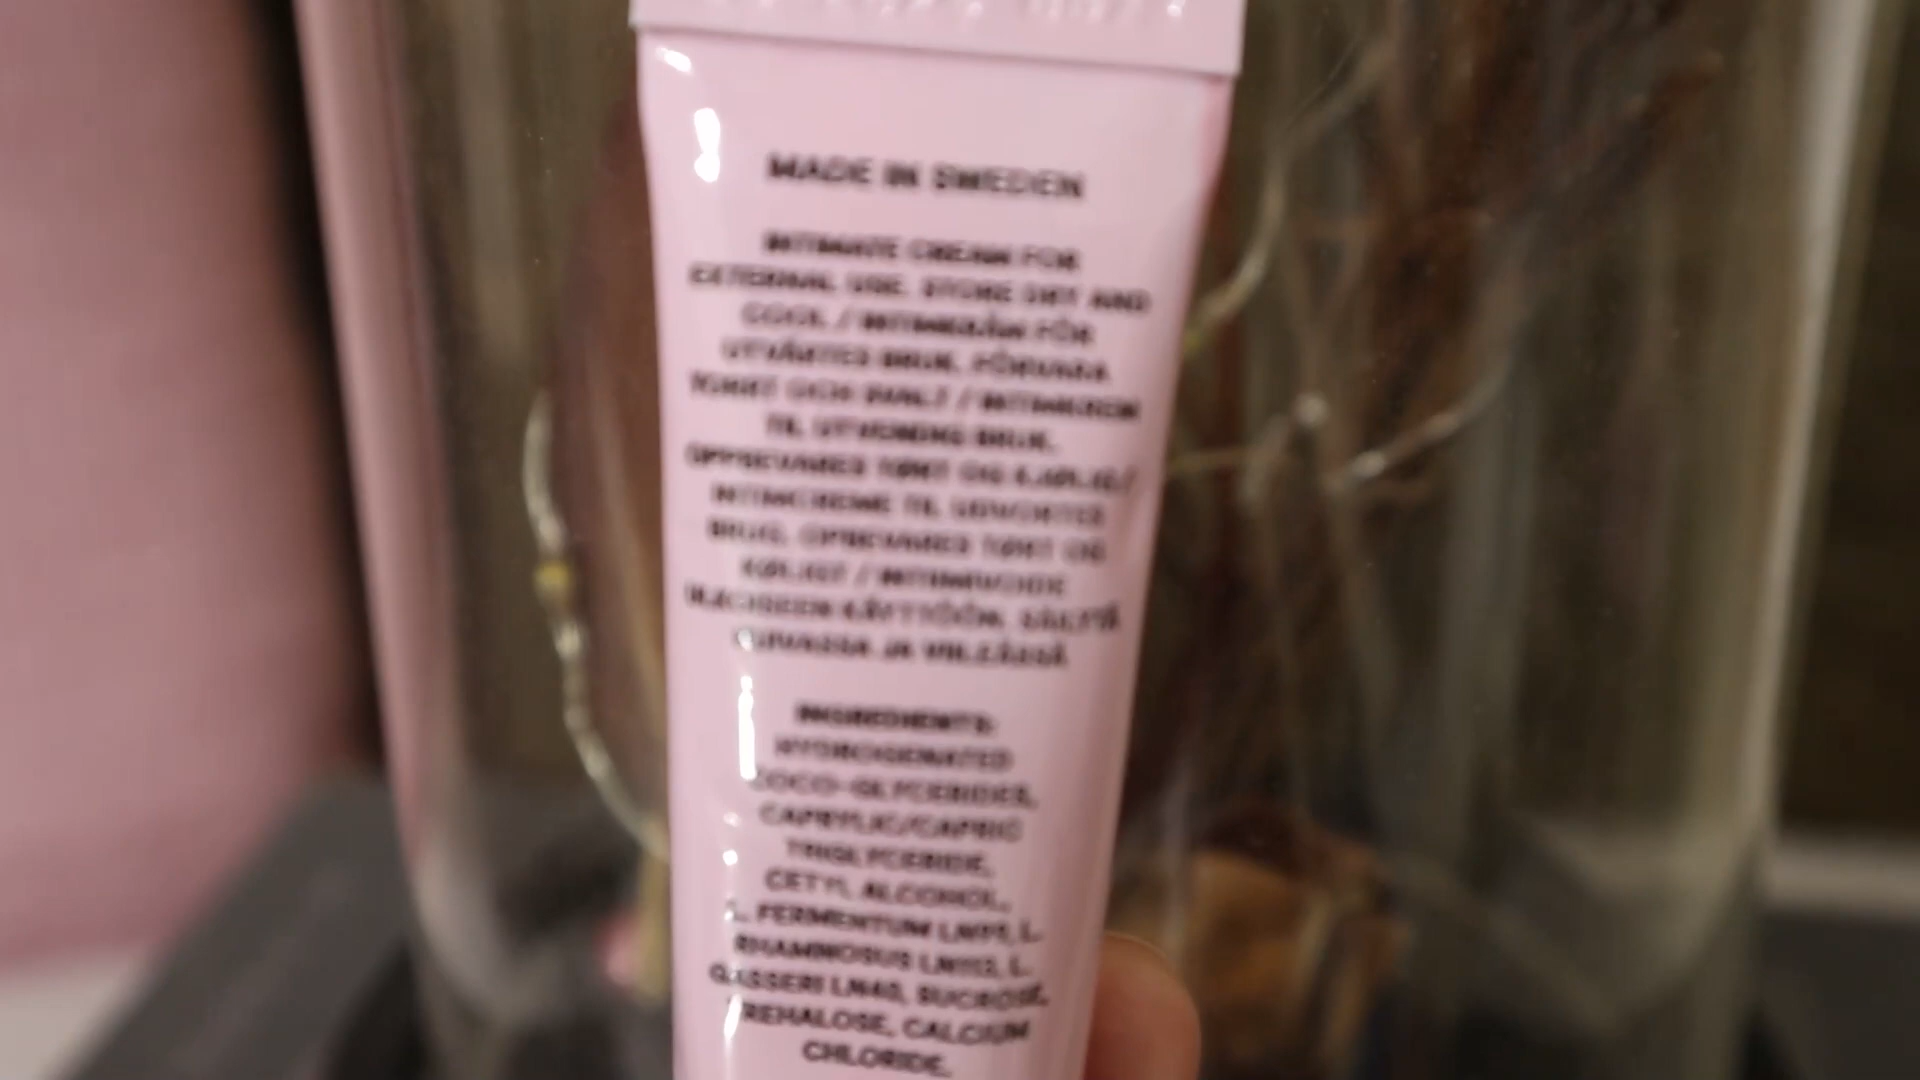 MADE IN SWEDEN
INTIMATE CREAM FOR
EXTERNAL USE. STORE DRY AND
COOL / INTIMKRÄM FÖR
UTVÄRTES BRUK. FÖRVARA
TORRT OCH SVALT / INTIMKREM
TIL UTVENDIG BRUK.
OPPBEVARES TØRT OG KJØLIG /
INTIMCREME TIL UDVORTES
BRUG. OPBEVARES TØRT OG
KØLIGT / INTIMIVOIDE
ULKOISEEN KÄYTTÖÖN. SÄILYTÄ
KUIVASSA JA VIILEÄSSÄ
INGREDIENTS:
HYDROGENATED
COCO-GLYCERIDES,
CAPRYLIC/CAPRIC
TRIGLYCERIDE,
CETYL ALCOHOL,
L. FERMENTUM LN99, L.
RHAMNOSUS LN113, L.
GASSERI LN40, SUCROSE,
TREHALOSE, CALCIUM
CHLORIDE,